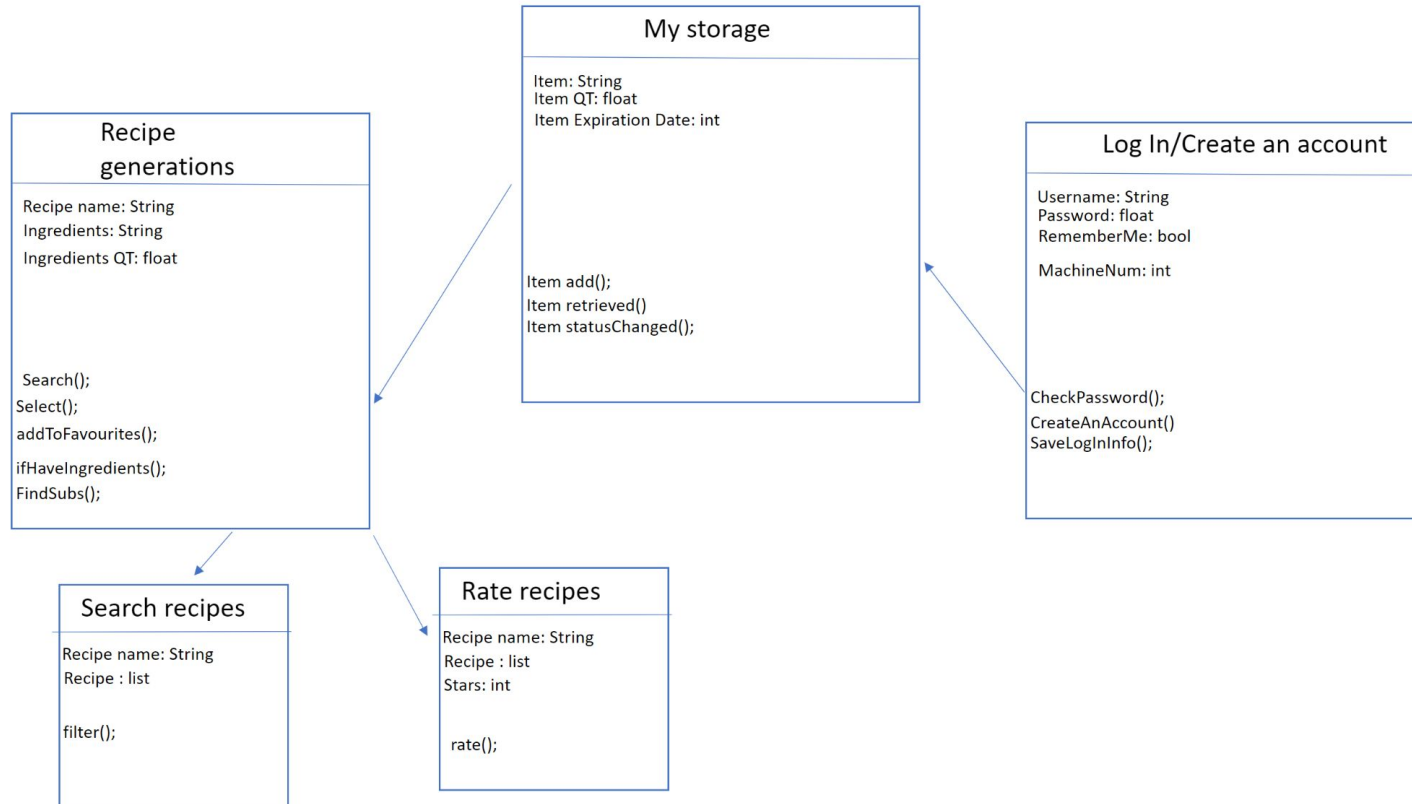 My storage
Item: String
Item QT: float
Item Expiration Date: int
Item add();
Item retrieved()
Item statusChanged();
Recipe
generations
Recipe name: String
Ingredients: String
Ingredients QT: float
Search();
Select();
addToFavourites();
ifHaveIngredients();
FindSubs();
Log In/Create an account
Username: String
Password: float
RememberMe: bool
MachineNum: int
CheckPassword();
CreateAnAccount()
SaveLogInInfo();
Search recipes
Recipe name: String
Recipe : list
filter();
Rate recipes
Recipe name: String
Recipe : list
Stars: int
rate();